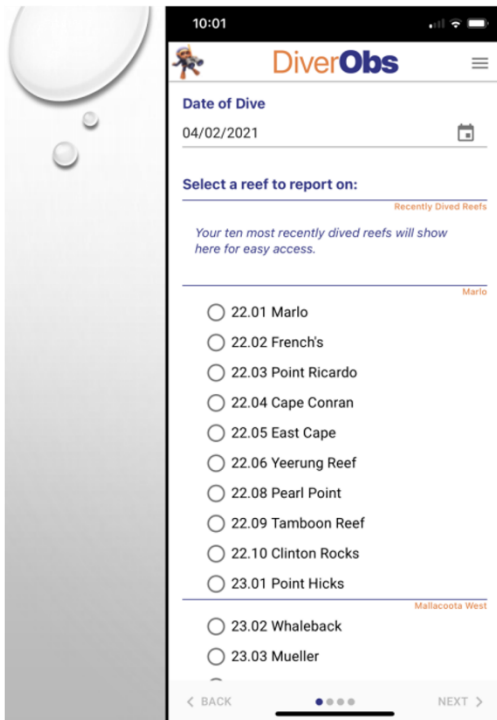 10:01
DiverObs
Date of Dive
04/02/2021
Select a reef to report on:
Recently Dived Reefs
Your ten most recently dived reefs will show
here for easy access.
Marlo
22.01 Marlo
22.02 French's
22.03 Point Ricardo
22.04 Cape Conran
22.05 East Cape
22.06 Yeerung Reef
22.08 Pearl Point
22.09 Tamboon Reef
22.10 Clinton Rocks
23.01 Point Hicks
Mallacoota West
23.02 Whaleback
23.03 Mueller
BACK NEXT